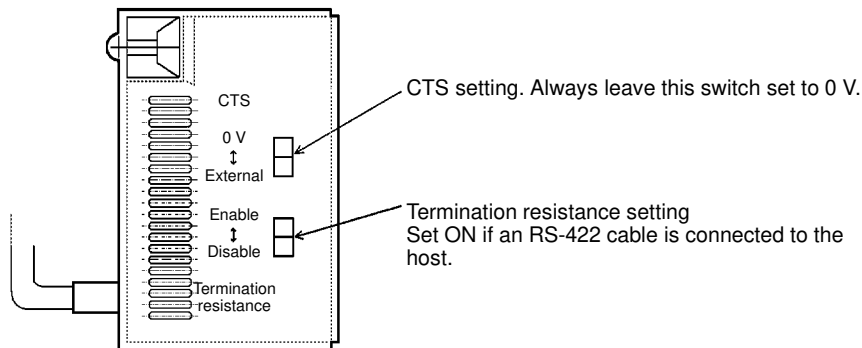 CTS
0 V
External
Enable
Disable
Termination
resistance
CTS setting. Always leave this switch set to 0 V.
Termination resistance setting
Set ON if an RS-422 cable is connected to the
host.